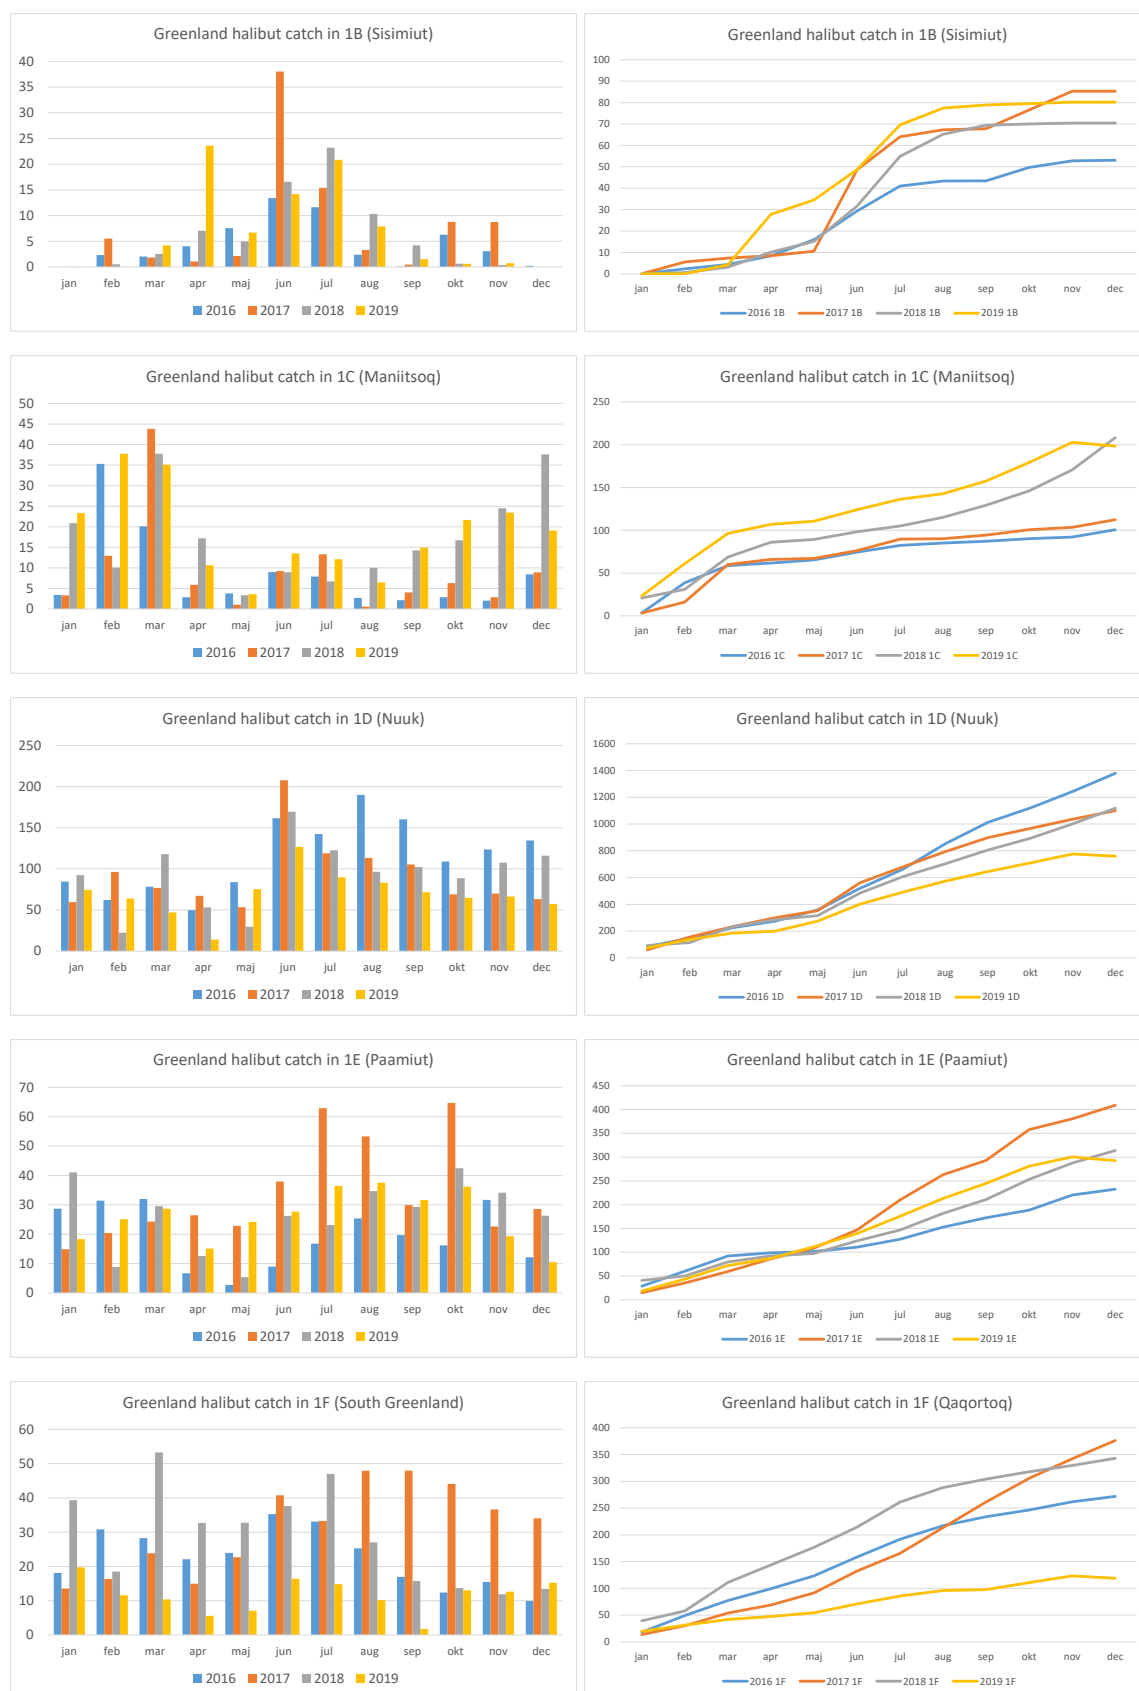 Greenland halibut catch in 1B (Sisimiut)
40
35
30
25
20
15
10
5
0
jan feb mar apr maj jun jul aug sep okt nov dec
2016 2017 2018 2019
Greenland halibut catch in 1B (Sisimiut)
100
90
80
70
60
50
40
30
20
10
0
jan feb mar apr maj jun jul aug sep okt nov dec
2016 1B 2017 1B 2018 1B 2019 1B
Greenland halibut catch in 1C (Maniitsoq)
50
45
40
35
30
25
20
15
10
5
0
jan feb mar apr maj jun jul aug sep okt nov dec
2016 2017 2018 2019
Greenland halibut catch in 1C (Maniitsoq)
250
200
150
100
50
0
jan feb mar apr maj jun jul aug sep okt nov dec
2016 1C 2017 1C 2018 1C 2019 1C
Greenland halibut catch in 1D (Nuuk)
250
200
150
100
50
0
jan feb mar apr maj jun jul aug sep okt nov dec
2016 2017 2018 2019
Greenland halibut catch in 1D (Nuuk)
1600
1400
1200
1000
800
600
400
200
0
jan feb mar apr maj jun jul aug sep okt nov dec
2016 1D 2017 1D 2018 1D 2019 1D
Greenland halibut catch in 1E (Paamiut)
70
60
50
40
30
20
10
0
jan feb mar apr maj jun jul aug sep okt nov dec
2016 2017 2018 2019
Greenland halibut catch in 1E (Paamiut)
450
400
350
300
250
200
150
100
50
0
jan feb mar apr maj jun jul aug sep okt nov dec
2016 1E 2017 1E 2018 1E 2019 1E
Greenland halibut catch in 1F (South Greenland)
60
50
40
30
20
10
0
jan feb mar apr maj jun jul aug sep okt nov dec
2016 2017 2018 2019
Greenland halibut catch in 1F (Qaqortoq)
400
350
300
250
200
150
100
50
0
jan feb mar apr maj jun jul aug sep okt nov dec
2016 1F 2017 1F 2018 1F 2019 1F